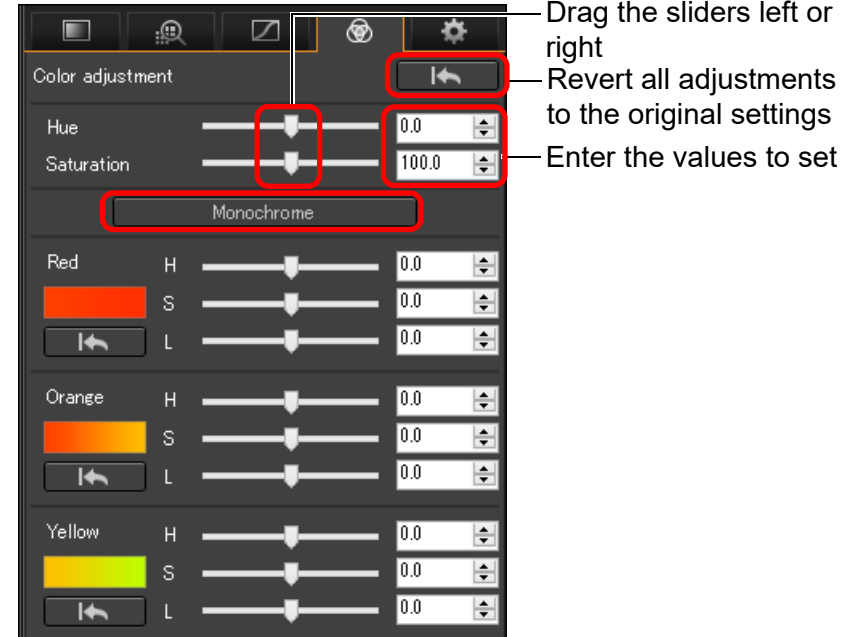 Drag the sliders left or
right
Color adjustment
Revert all adjustments
to the original settings
Hue 0.0
Saturation 100.0
Enter the values to set
Monochrome
Red H 0.0
S 0.0
L 0.0
Orange H 0.0
S 0.0
L 0.0
Yellow H 0.0
S 0.0
L 0.0